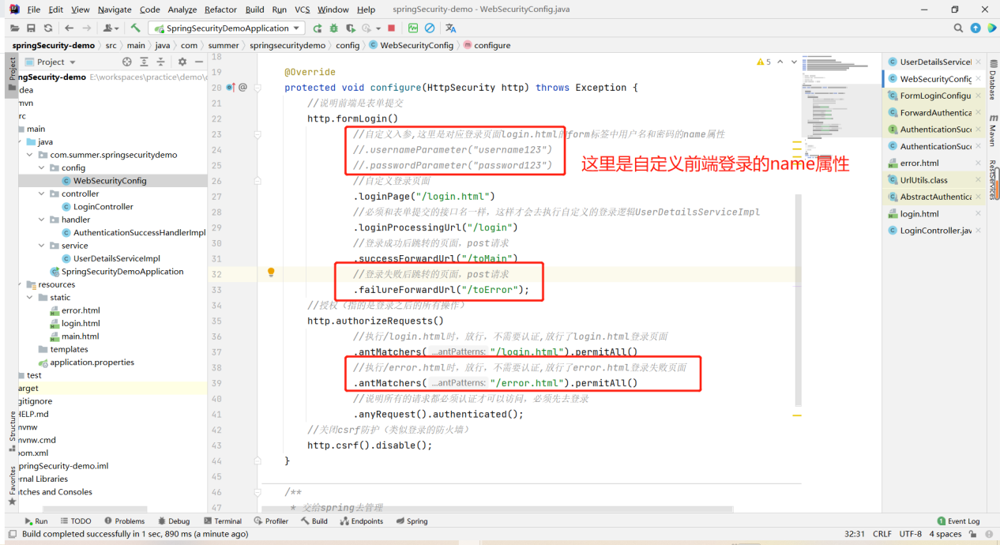 File Edit View Navigate Code Analyze Refactor Build Run VCS Window Help springSecurity-demo - WebSecurityConfig.java
SpringSecurityDemoApplication
springSecurity-demo src main java com summer springsecuritydemo config WebSecurityConfig configure
Project
Project
ngSecurity-demo E:\workspaces\practice\demo\
dea
mvn
rc
main
java
com.summer.springsecuritydemo
config
WebSecurityConfig
controller
LoginController
handler
AuthenticationSuccessHandlerImpl
service
UserDetailsServiceImpl
SpringSecurityDemoApplication
resources
static
error.html
login.html
main.html
templates
application.properties
test
arget
gitignore
HELP.md
mvnw
mvnw.cmd
pom.xml
pringSecurity-demo.iml
rnal Libraries
atches and Consoles
Structure
Favorites
18
19 @Override
20 @ protected void configure(HttpSecurity http) throws Exception {
21 //说明前端是表单提交
22 http.formLogin()
23 //自定义入参,这里是对应登录页面login.html的form标签中用户名和密码的name属性
24 //.usernameParameter("username123")
25 //.passwordParameter("password123")
这里是自定义前端登录的name属性
26 //自定义登录页面
27 .loginPage("/login.html")
28 //必须和表单提交的接口名一样，这样才会去执行自定义的登录逻辑UserDetailsServiceImpl
29 .loginProcessingUrl("/login")
30 //登录成功后跳转的页面，post请求
31 .successForwardUrl("/toMain")
32 //登录失败后跳转的页面，post请求
33 .failureForwardUrl("/toError");
34 //授权（指的是登录之后的所有操作）
35 http.authorizeRequests()
36 //执行/login.html时，放行，不需要认证,放行了login.html登录页面
37 .antMatchers( ...antPatterns: "/login.html").permitAll()
38 //执行/error.html时，放行，不需要认证,放行了error.html登录失败页面
39 .antMatchers( ...antPatterns: "/error.html").permitAll()
40 //说明所有的请求都必须认证才可以访问，必须先去登录
41 .anyRequest().authenticated();
42 //关闭csrf防护（类似登录的防火墙）
43 http.csrf().disable();
44 }
45
46 /**
47 * 交给spring去管理
5
UserDetailsServiceI
WebSecurityConfig
FormLoginConfigu
ForwardAuthentica
AuthenticationSucc
AuthenticationSucc
error.html
UrlUtils.class
AbstractAuthentica
login.html
LoginController.jav
Database
Maven
RestServices
Run TODO Problems Debug Terminal Profiler Build Endpoints Spring 1 Event Log
Build completed successfully in 1 sec, 890 ms (a minute ago) 32:31 CRLF UTF-8 4 spaces